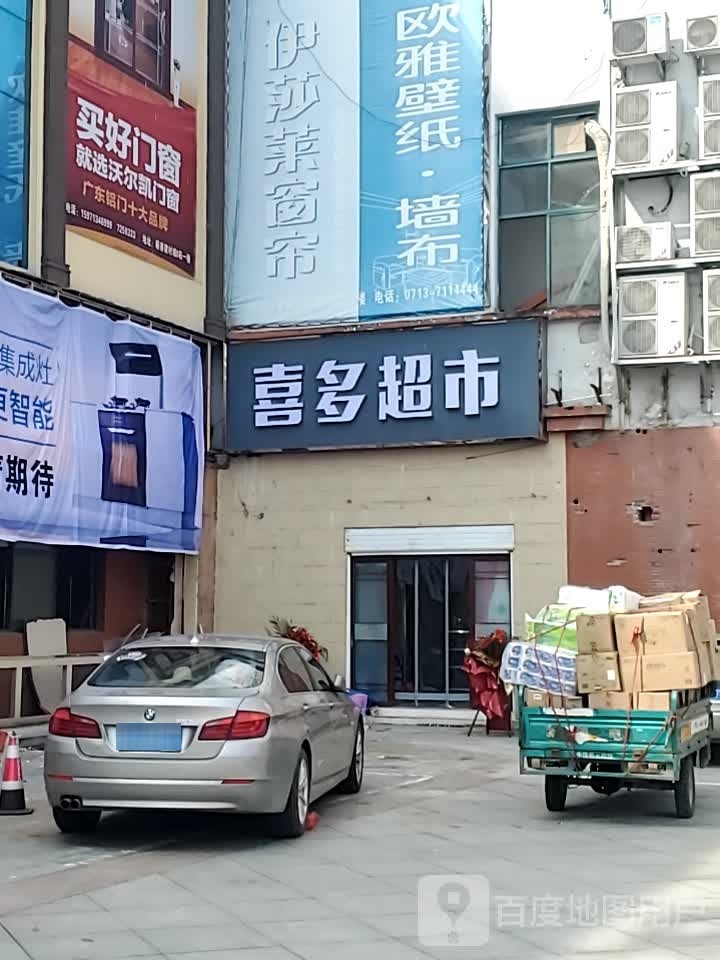 买好门窗
就选沃尔凯门窗
广东铝门十大品牌
伊莎莱窗帘
欧雅壁纸·墙布
电话：0713-7114444
喜多超市
集成灶
智能
期待
百度地图用户